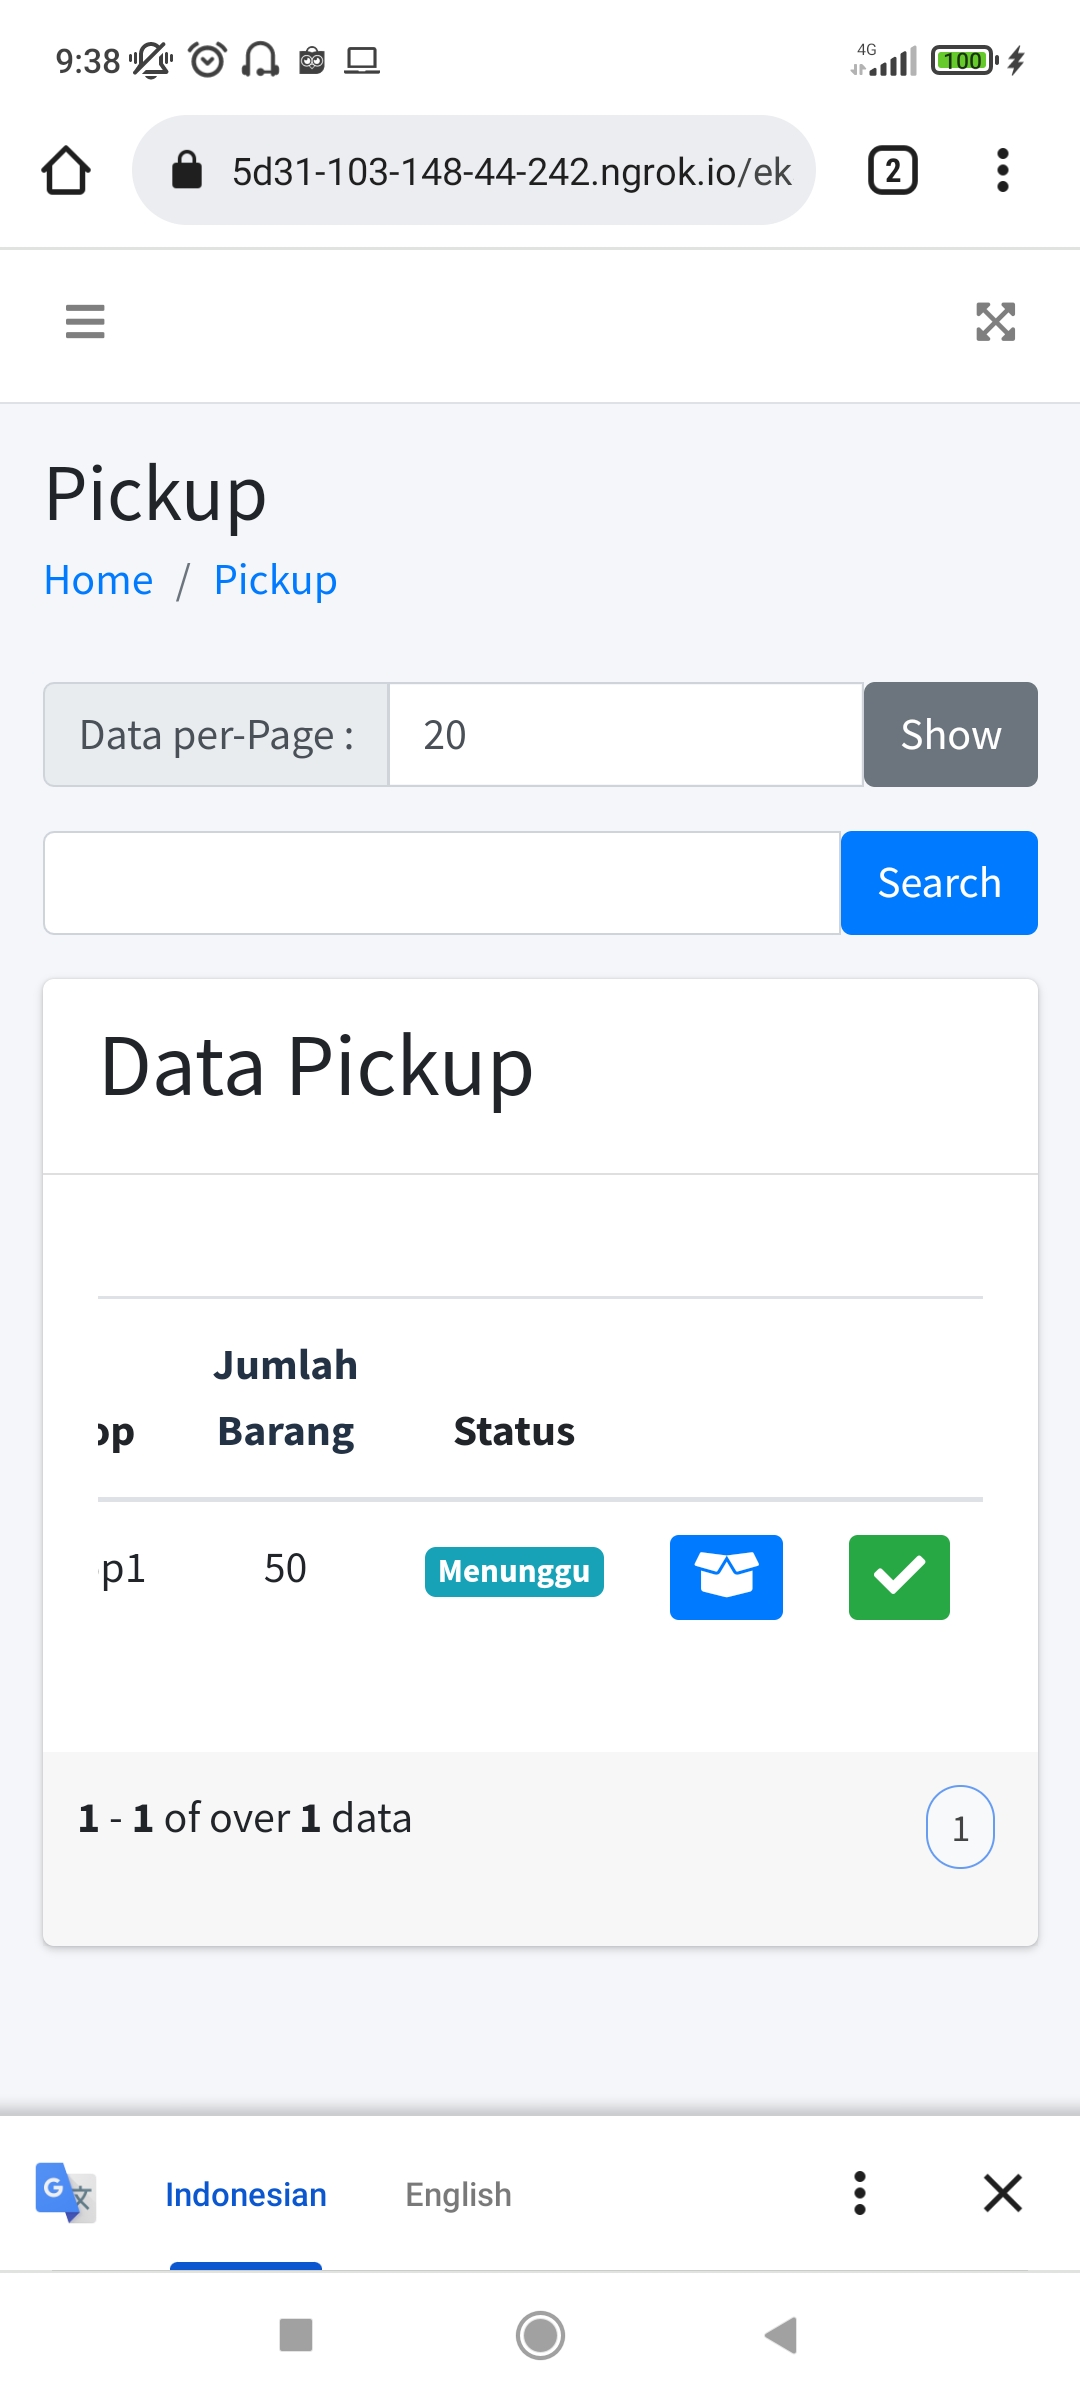 9:38
4G
100
5d31-103-148-44-242.ngrok.io/ek
2
Pickup
Home / Pickup
Data per-Page :
20
Show
Search
Data Pickup
op
Jumlah
Barang
Status
p1
50
Menunggu
1 - 1 of over 1 data
1
Indonesian
English